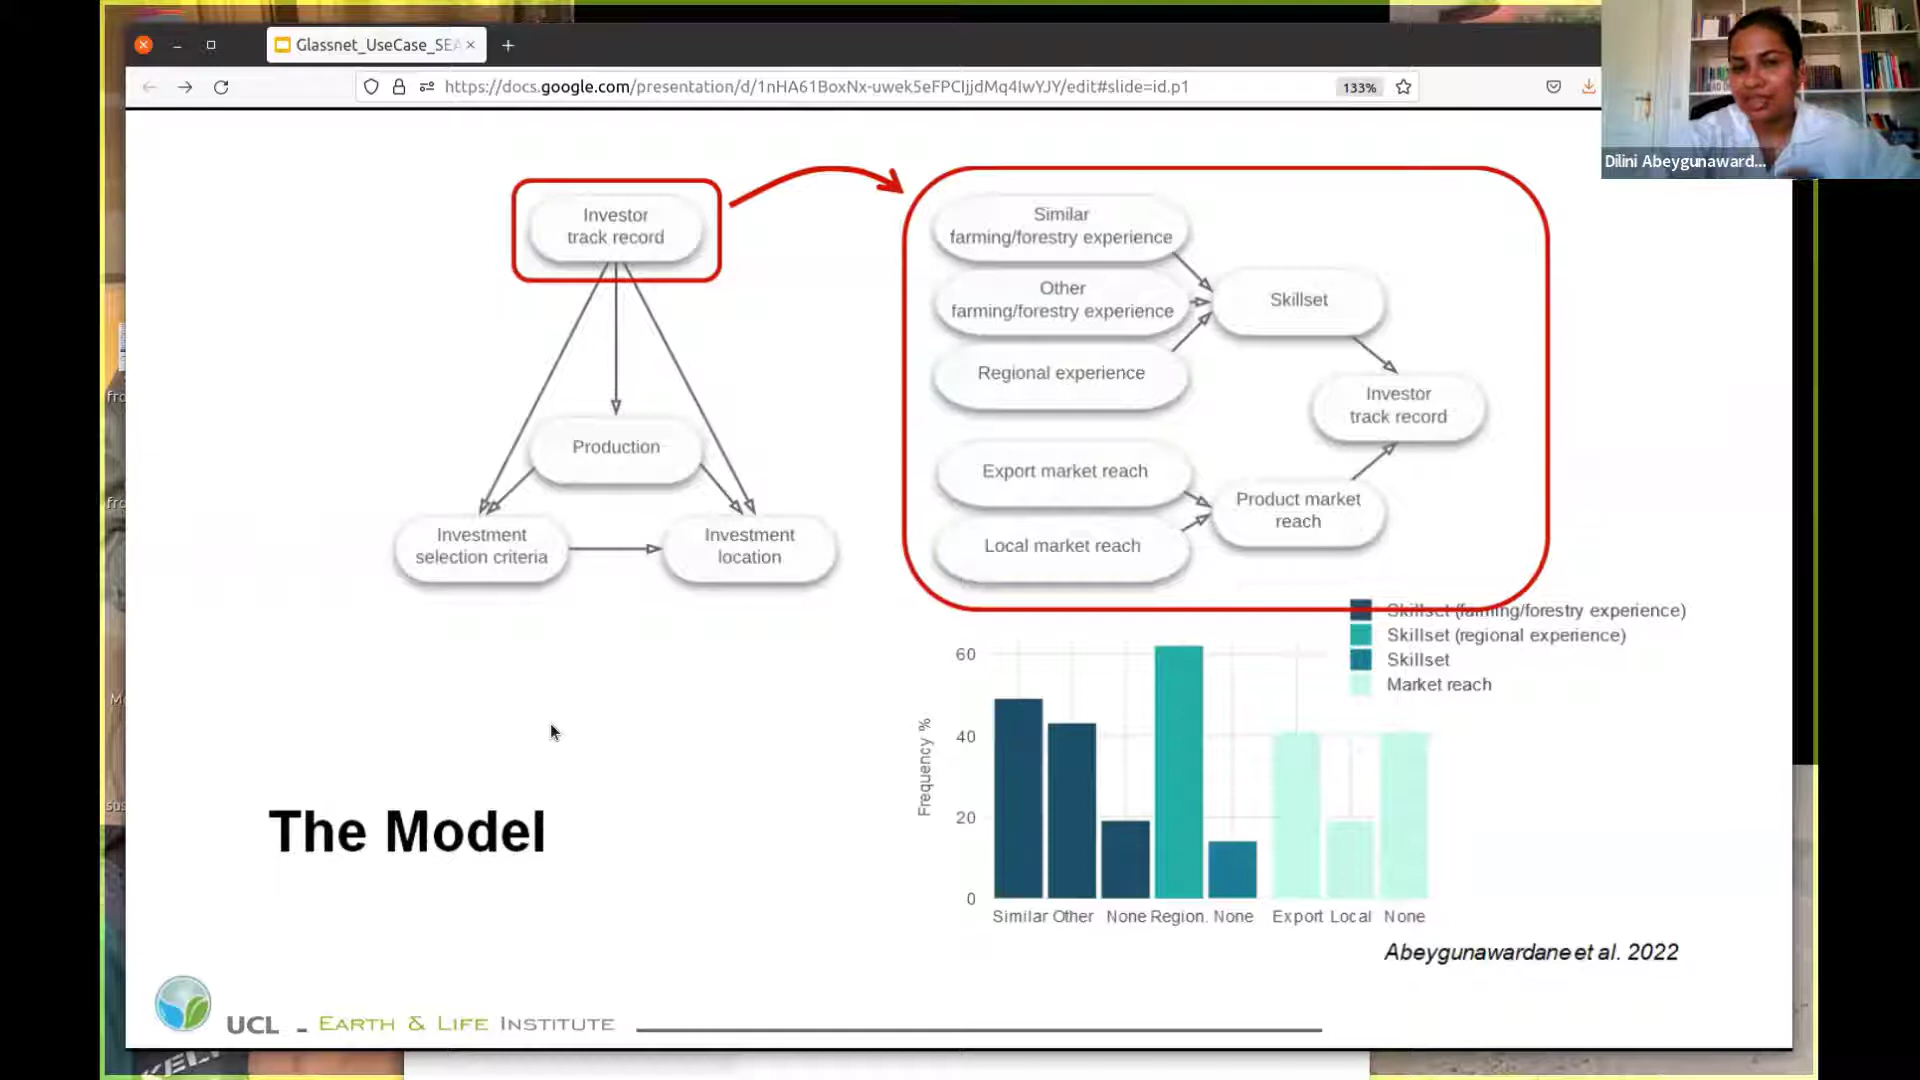 Glassnet_UseCase_SEA
https://docs.google.com/presentation/d/1nHA61BoxNx-uwek5eFPCIjjdMq4IwYJY/edit#slide=id.p1
133%
Dilini Abeygunaward...
Investor
track record
Production
Investment
selection criteria
Investment
location
Similar
farming/forestry experience
Other
farming/forestry experience
Regional experience
Export market reach
Local market reach
Skillset
Product market
reach
Investor
track record
Skillset (farming/forestry experience)
Skillset (regional experience)
Skillset
Market reach
Frequency %
60
40
20
0
Similar Other None Region. None Export Local None
Abeygunawardane et al. 2022
The Model
UCL - EARTH & LIFE INSTITUTE